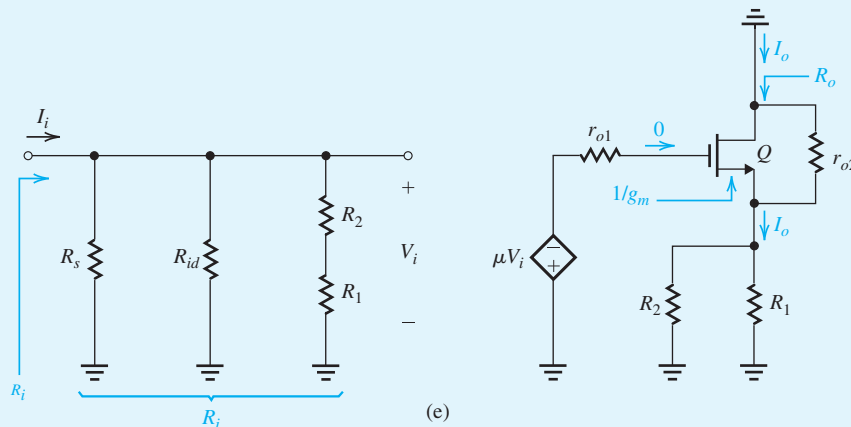 I_i
R_s
R_id
R_2
R_1
+
V_i
−
R_i
R_i
(e)
I_o
R_o
r_o1
0
Q
r_o2
1/g_m
I_o
μV_i
−
+
R_2
R_1